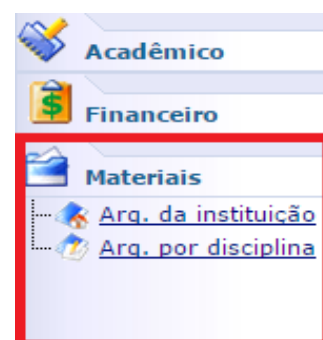 Acadêmico
Financeiro
Materiais
Arq. da instituição
Arq. por disciplina